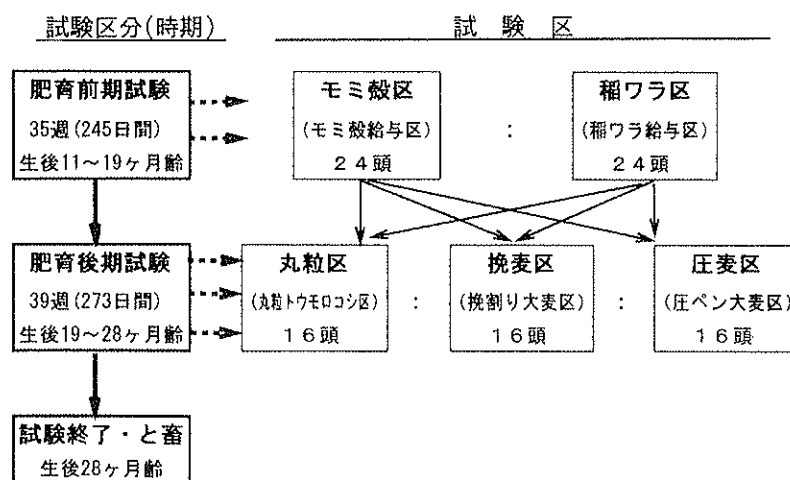 試験区分(時期)
試験区
肥育前期試験
35週(245日間)
生後11～19ヶ月齢
モミ殻区
(モミ殻給与区)
24頭
:
稲ワラ区
(稲ワラ給与区)
24頭
肥育後期試験
39週(273日間)
生後19～28ヶ月齢
丸粒区
(丸粒トウモロコシ区)
16頭
:
挽麦区
(挽割り大麦区)
16頭
:
圧麦区
(圧ペン大麦区)
16頭
試験終了・と畜
生後28ヶ月齢